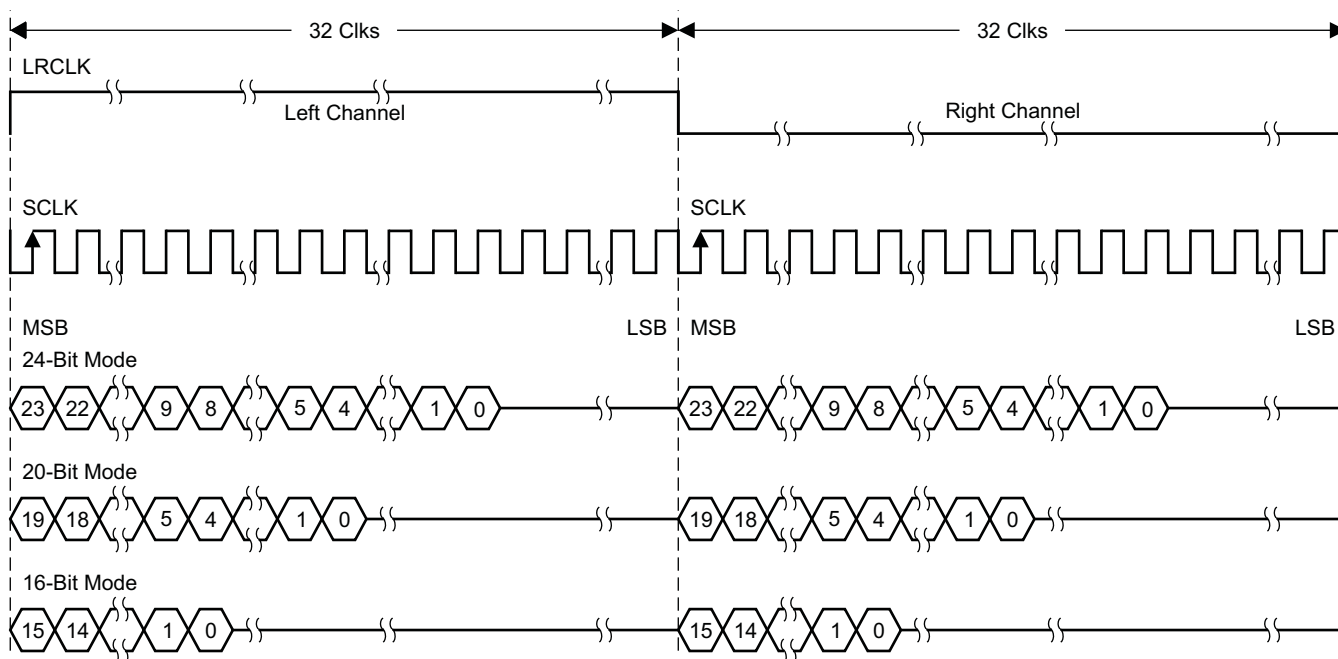 32 Clks 32 Clks
LRCLK
Left Channel Right Channel
SCLK SCLK
MSB LSB MSB LSB
24-Bit Mode
23 22 9 8 5 4 1 0 23 22 9 8 5 4 1 0
20-Bit Mode
19 18 5 4 1 0 19 18 5 4 1 0
16-Bit Mode
15 14 1 0 15 14 1 0